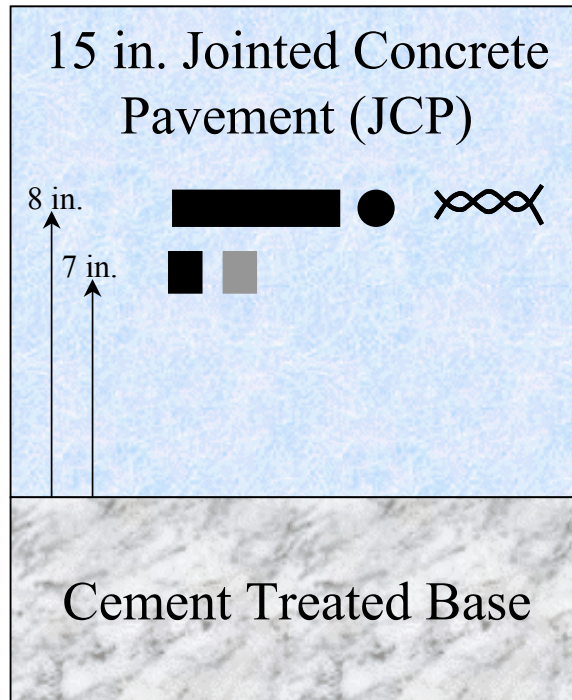 15 in. Jointed Concrete
Pavement (JCP)
8 in.
7 in.
Cement Treated Base